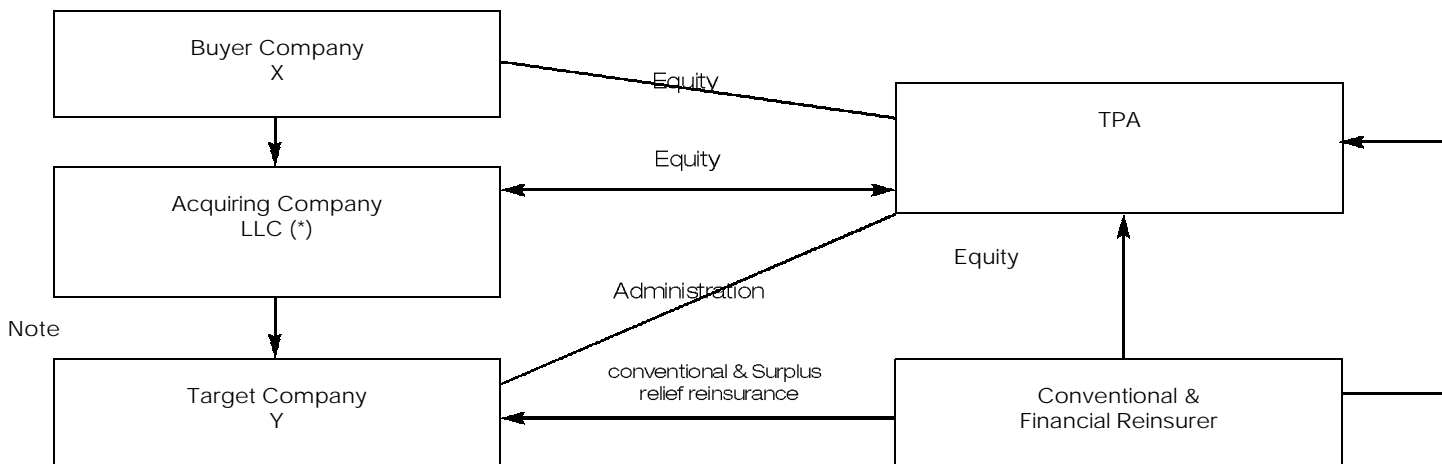 Buyer Company
X
Equity
TPA
Equity
Acquiring Company
LLC (*)
Equity
Administration
Note
conventional & Surplus
relief reinsurance
Target Company
Y
Conventional &
Financial Reinsurer